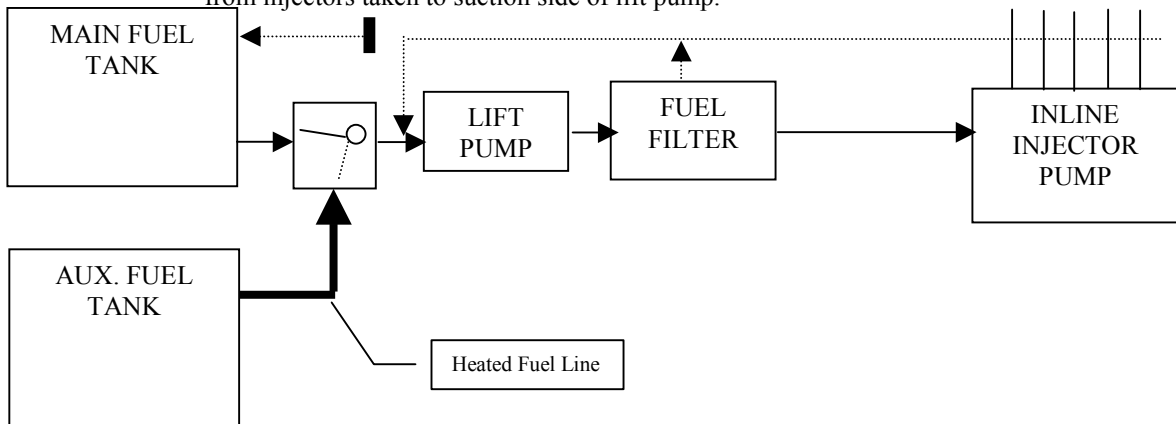 from injectors taken to suction side of lift pump.
MAIN FUEL
TANK
LIFT
PUMP
FUEL
FILTER
INLINE
INJECTOR
PUMP
AUX. FUEL
TANK
Heated Fuel Line